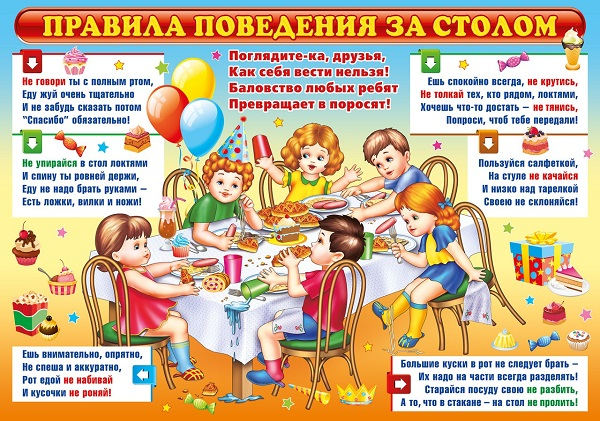 ПРАВИЛА ПОВЕДЕНИЯ ЗА СТОЛОМ
Поглядите-ка, друзья,
Как себя вести нельзя!
Баловство любых ребят
Превращает в поросят!
Не говори ты с полным ртом,
Еду жуй очень тщательно
И не забудь сказать потом
“Спасибо” обязательно!
Ешь спокойно всегда, не крутись,
Не толкай тех, кто рядом, локтями,
Хочешь что-то достать – не тянись,
Попроси, чтоб тебе передали!
Не упирайся в стол локтями
И спину ты ровней держи,
Еду не надо брать руками –
Есть ложки, вилки и ножи!
Пользуйся салфеткой,
На стуле не качайся
И низко над тарелкой
Своею не склоняйся!
Ешь внимательно, опрятно,
Не спеша и аккуратно,
Рот едой не набивай
И кусочки не роняй!
Большие куски в рот не следует брать –
Их надо на части всегда разделять!
Старайся посуду свою не разбить,
А то, что в стакане – на стол не пролить!